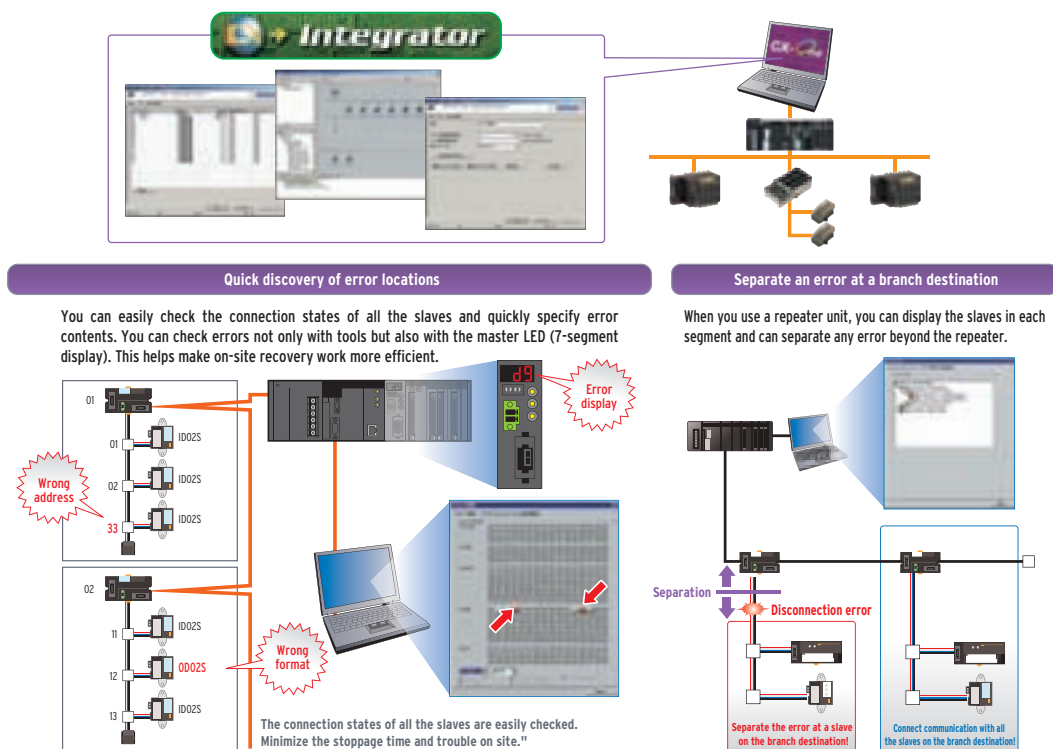 Integrator
CX-One
Quick discovery of error locations
You can easily check the connection states of all the slaves and quickly specify error
contents. You can check errors not only with tools but also with the master LED (7-segment
display). This helps make on-site recovery work more efficient.
01
01
ID02S
02
ID02S
33
ID02S
Wrong
address
d9
Error
display
02
11
ID02S
12
OD02S
13
ID02S
Wrong
format
The connection states of all the slaves are easily checked.
Minimize the stoppage time and trouble on site."
Separate an error at a branch destination
When you use a repeater unit, you can display the slaves in each
segment and can separate any error beyond the repeater.
Separation
Disconnection error
Separate the error at a slave
on the branch destination!
Connect communication with all
the slaves on the branch destination!